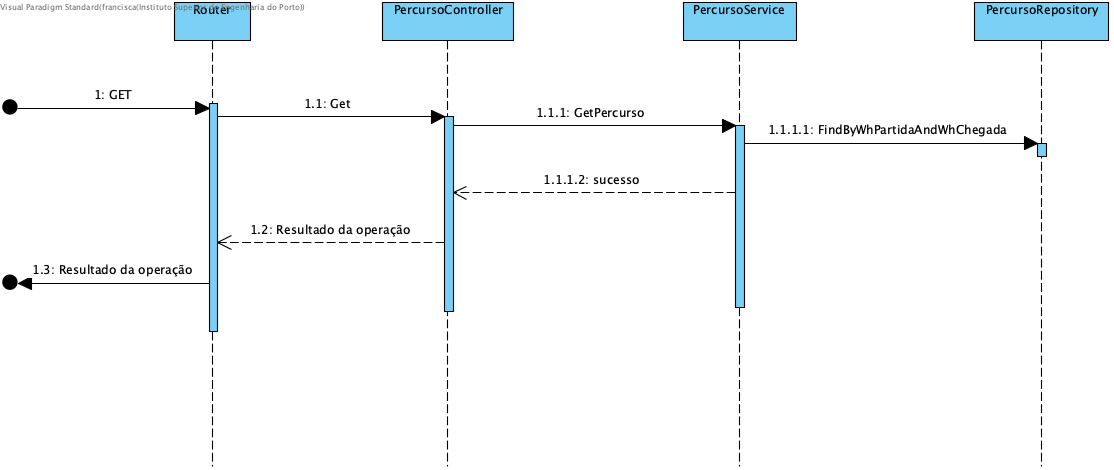 Visual Paradigm Standard(francisca(Instituto Superior de Engenharia do Porto))
Router
PercursoController
PercursoService
PercursoRepository
1: GET
1.1: Get
1.1.1: GetPercurso
1.1.1.1: FindByWhPartidaAndWhChegada
1.1.1.2: sucesso
1.2: Resultado da operação
1.3: Resultado da operação